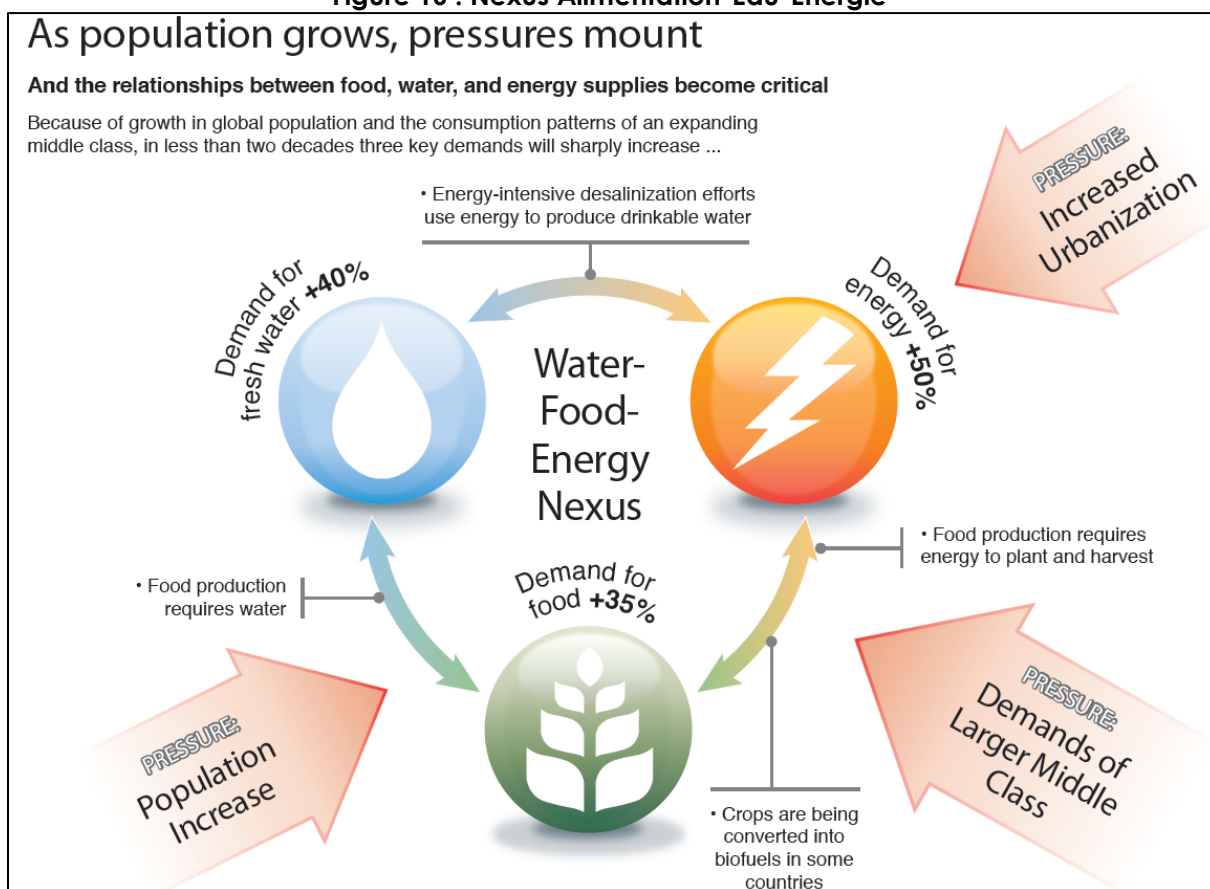 Figure 10 : Nexus Alimentation-Eau-Energie
As population grows, pressures mount
And the relationships between food, water, and energy supplies become critical
Because of growth in global population and the consumption patterns of an expanding
middle class, in less than two decades three key demands will sharply increase ...
• Energy-intensive desalinization efforts
use energy to produce drinkable water
PRESSURE:
Increased
Urbanization
Demand for
fresh water +40%
Demand for
energy +50%
Water-
Food-
Energy
Nexus
• Food production requires
energy to plant and harvest
• Food production
requires water
Demand for
food +35%
PRESSURE:
Population
Increase
PRESSURE:
Demands of
Larger Middle
Class
• Crops are being
converted into
biofuels in some
countries